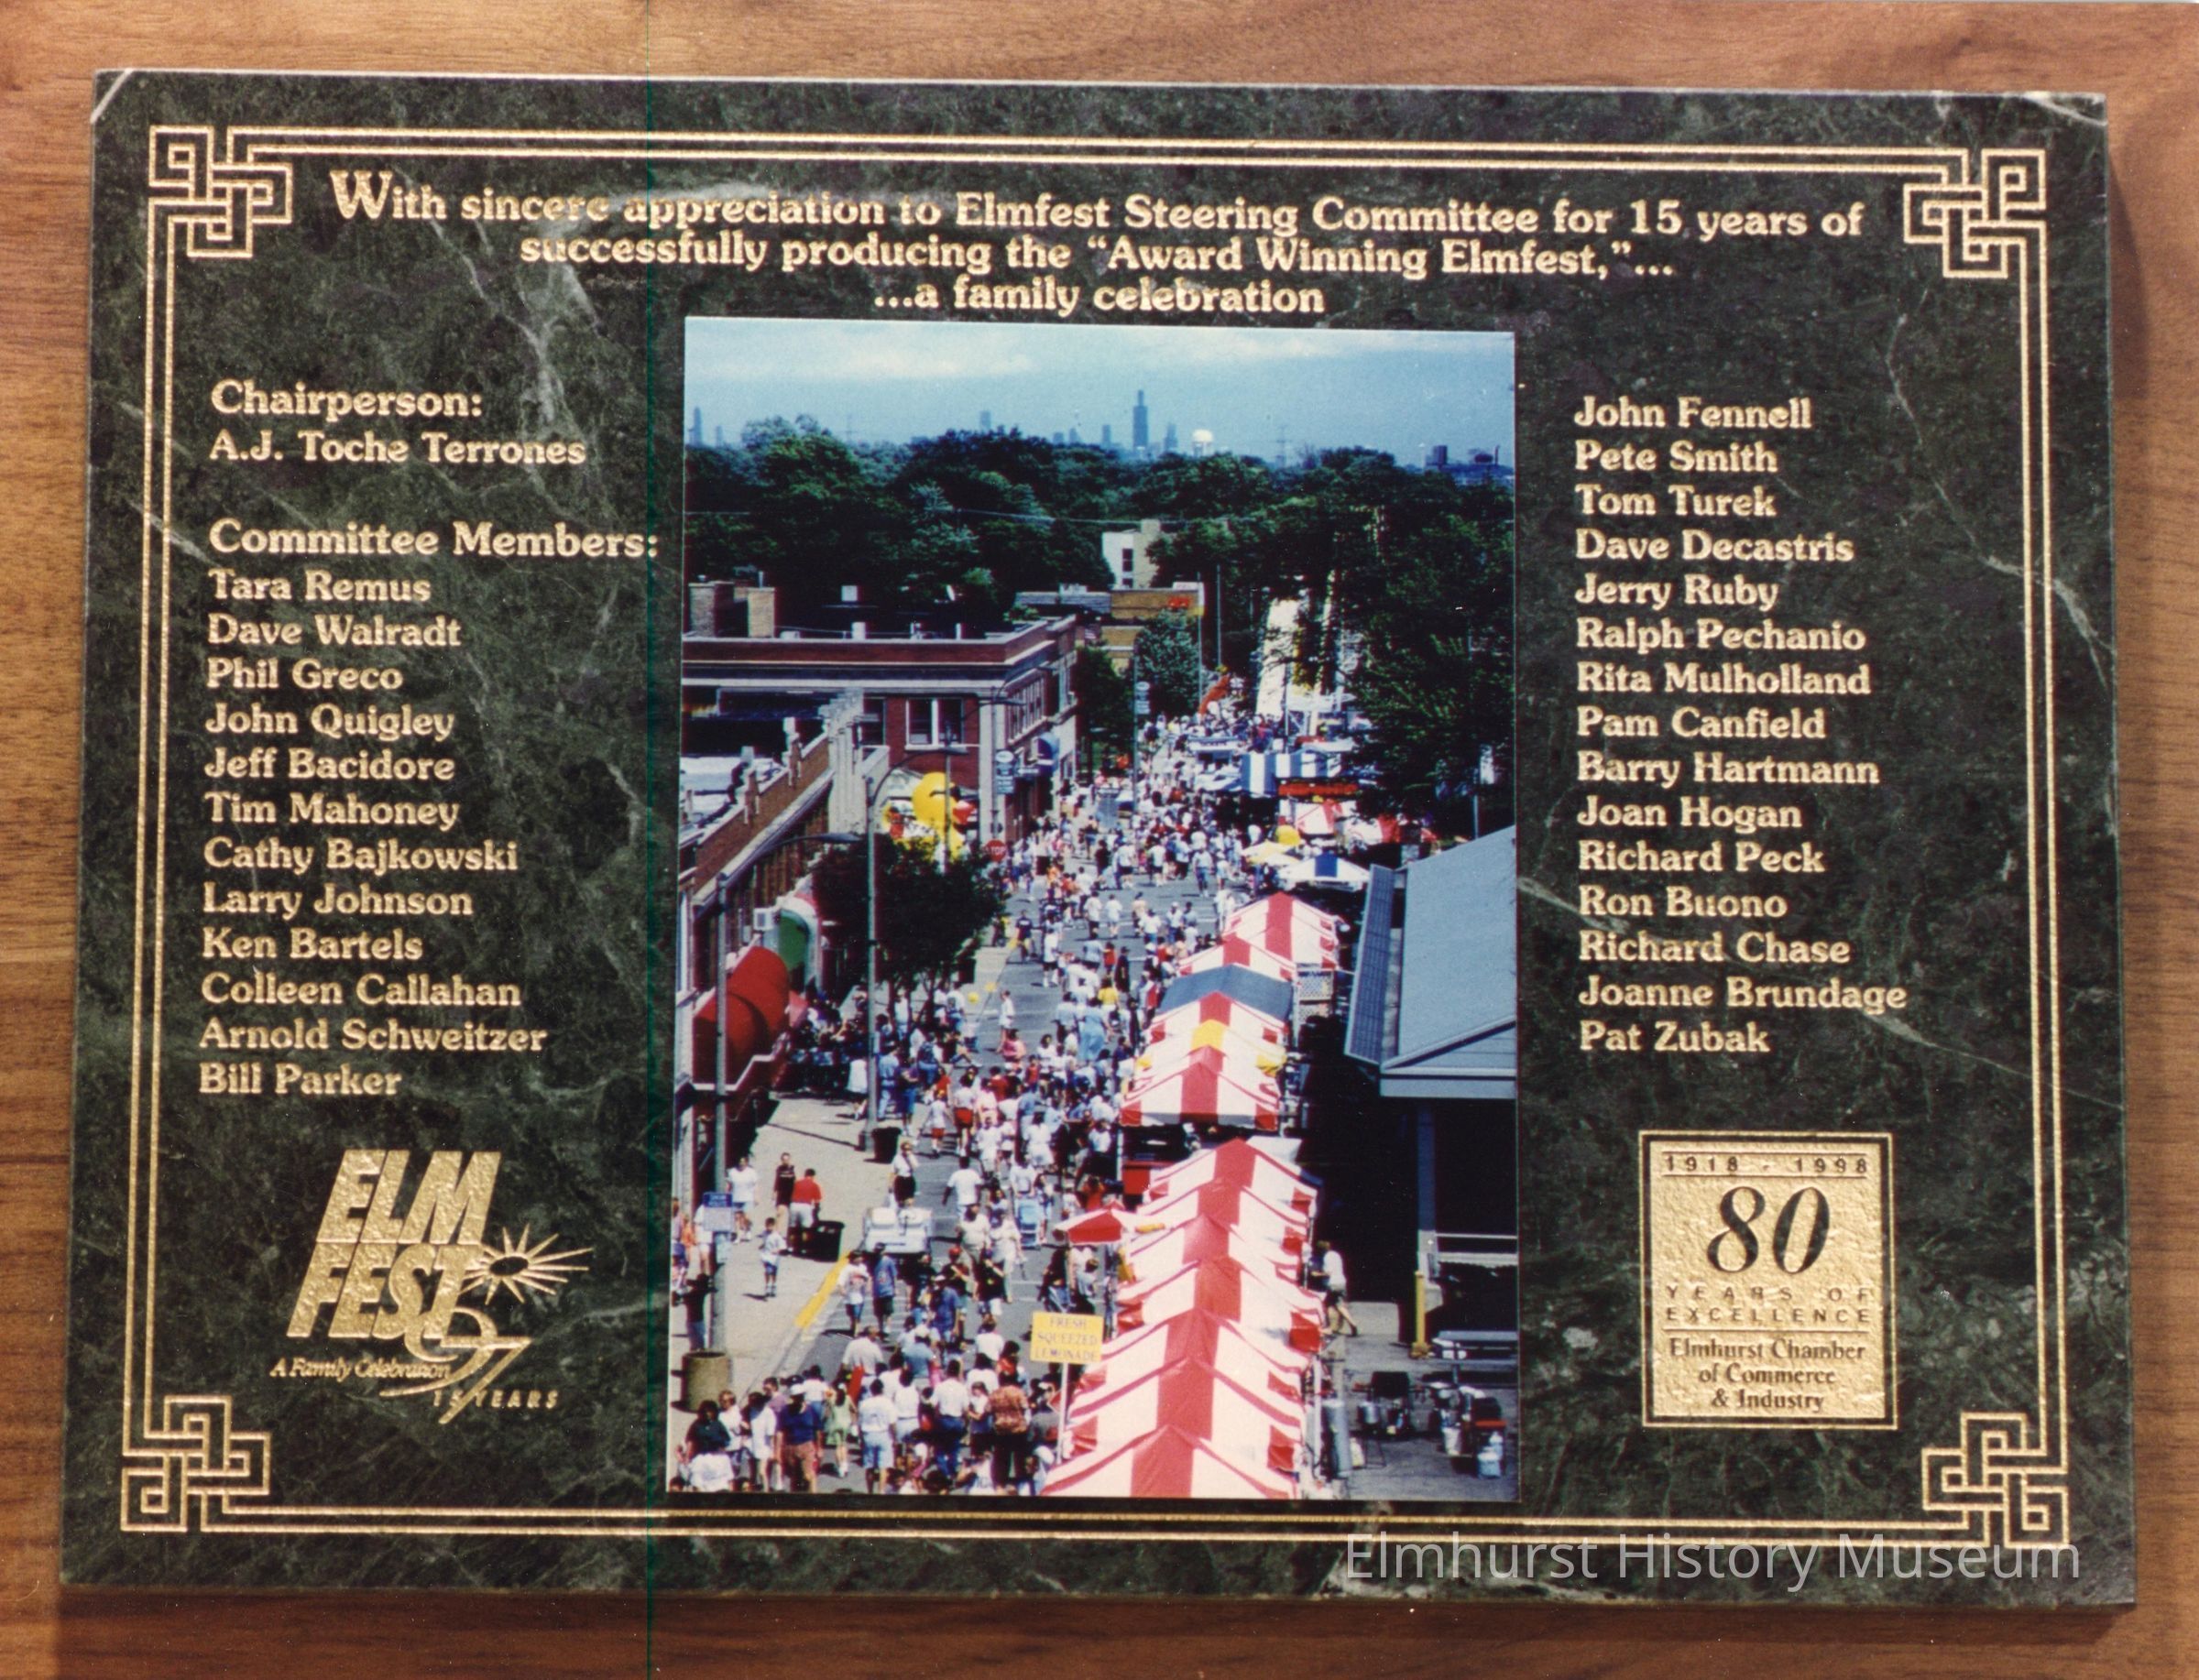 With sincere appreciation to Elmfest Steering Committee for 15 years of
successfully producing the “Award Winning Elmfest,”...
...a family celebration
Chairperson:
A.J. Toche Terrones
Committee Members:
Tara Remus
Dave Walradt
Phil Greco
John Quigley
Jeff Bacidore
Tim Mahoney
Cathy Bajkowski
Larry Johnson
Ken Bartels
Colleen Callahan
Arnold Schweitzer
Bill Parker
John Fennell
Pete Smith
Tom Turek
Dave Decastris
Jerry Ruby
Ralph Pechanio
Rita Mulholland
Pam Canfield
Barry Hartmann
Joan Hogan
Richard Peck
Ron Buono
Richard Chase
Joanne Brundage
Pat Zubak
FRESH
SQUEEZED
LEMONADE
ELM
FEST
97
A Family Celebration
15 YEARS
1918 - 1998
80
YEARS OF
EXCELLENCE
Elmhurst Chamber
of Commerce
& Industry
Elmhurst History Museum